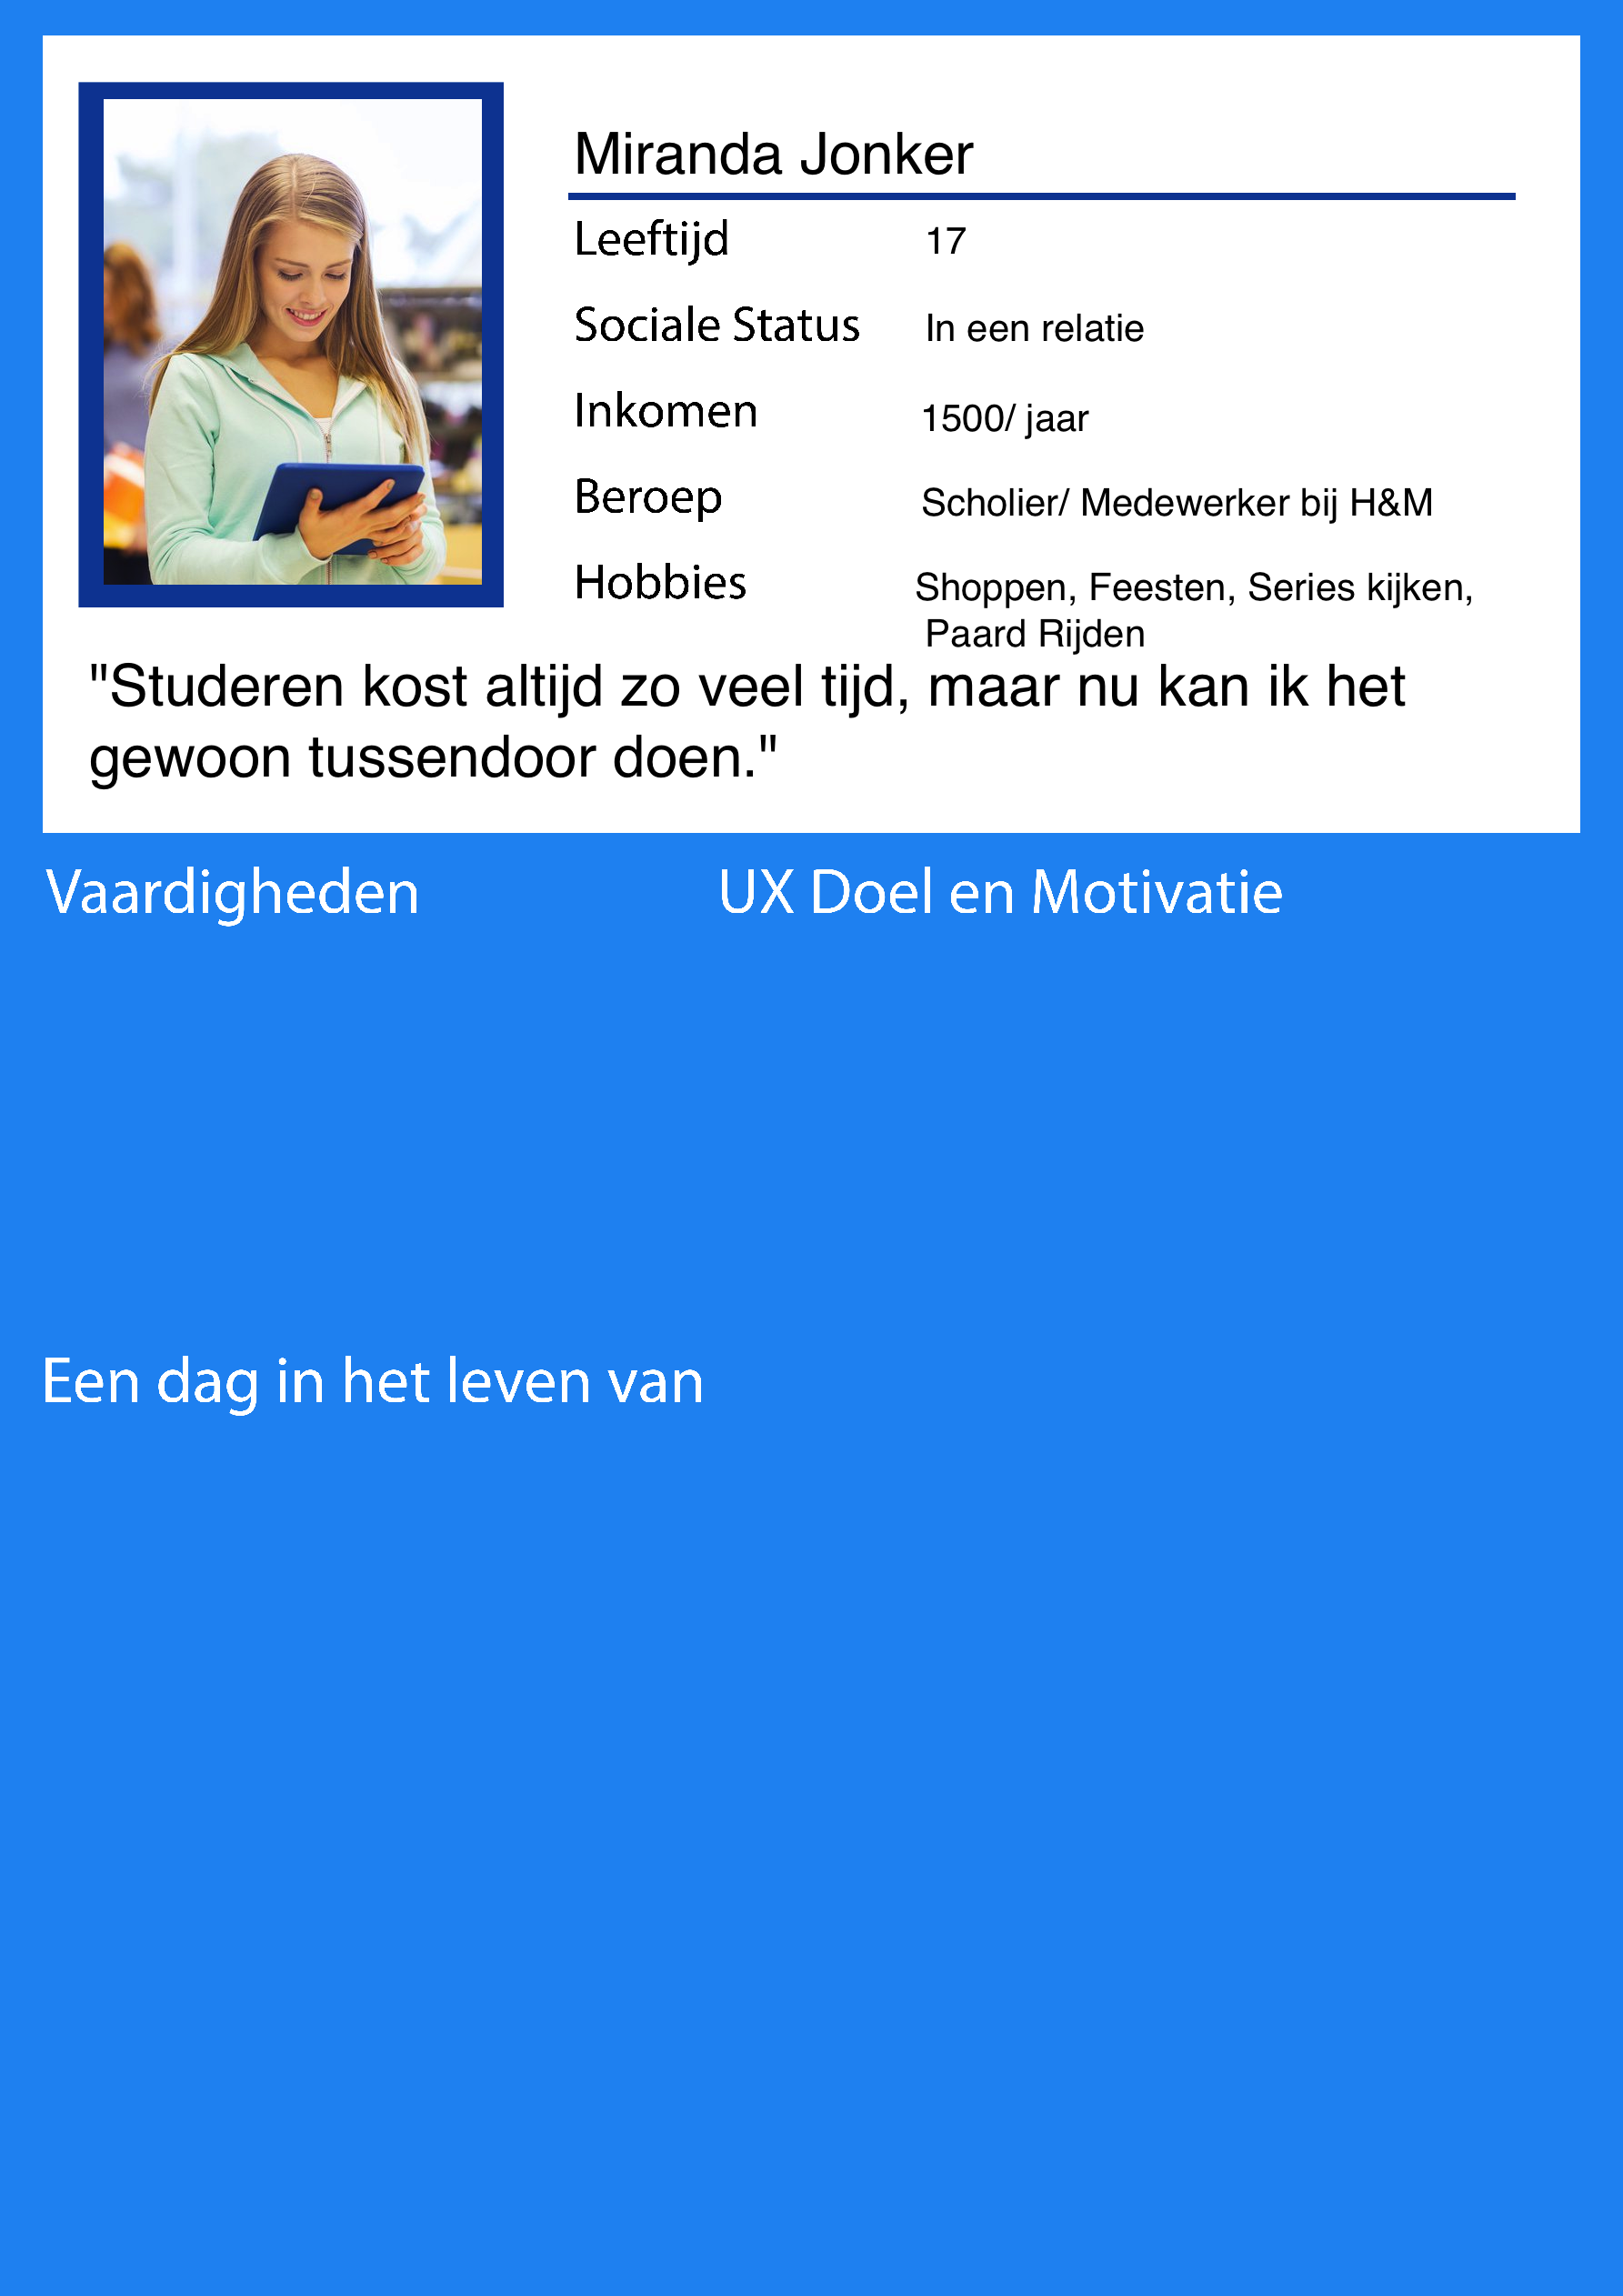 Miranda Jonker
Leeftijd 17
Sociale Status In een relatie
Inkomen 1500/ jaar
Beroep Scholier/ Medewerker bij H&M
Hobbies Shoppen, Feesten, Series kijken,
Paard Rijden
"Studeren kost altijd zo veel tijd, maar nu kan ik het
gewoon tussendoor doen."
Vaardigheden
UX Doel en Motivatie
Een dag in het leven van